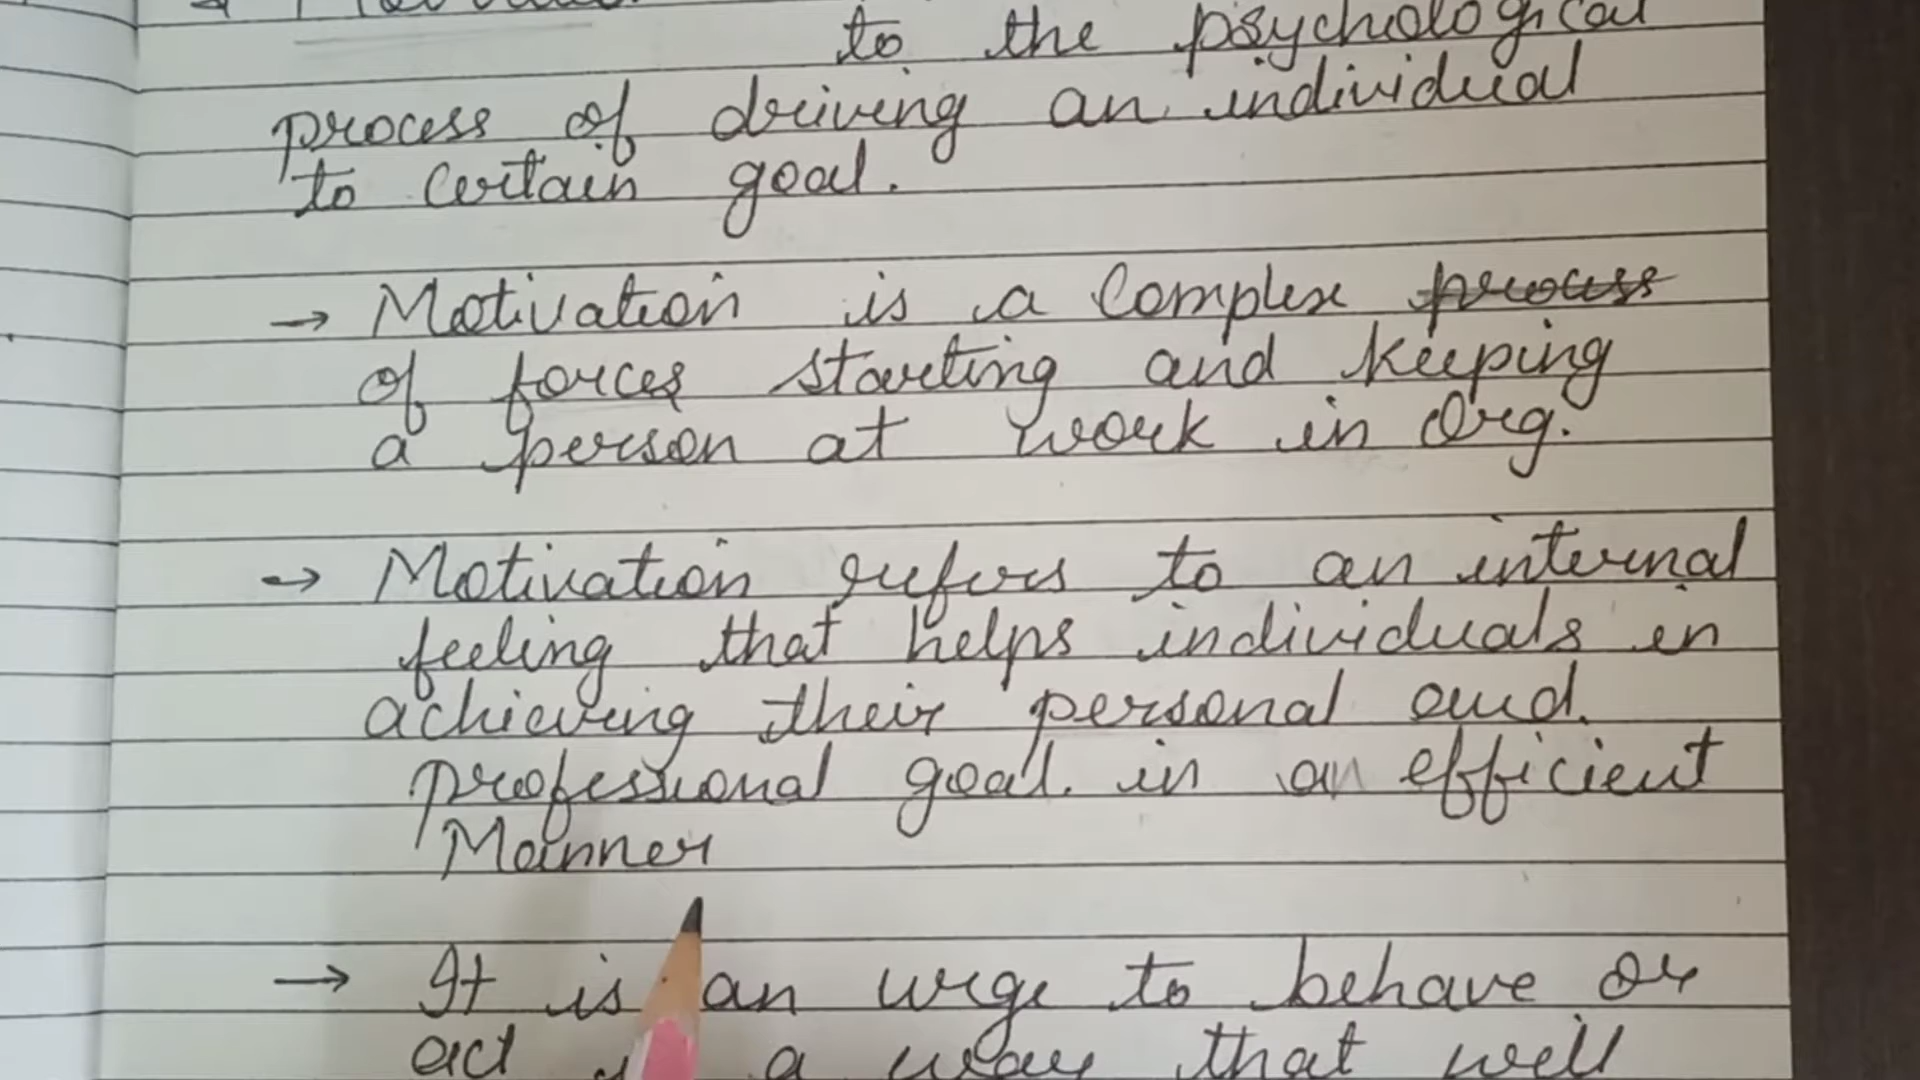 to the psychological
process of driving an individual
to certain goal.
→ Motivation is a complex process
of forces starting and keeping
a person at work in Org.
→ Motivation refers to an internal
feeling that helps individuals in
achieving their personal and
professional goal. in an efficient
Manner
→ It is an urge to behave or
act a way that will